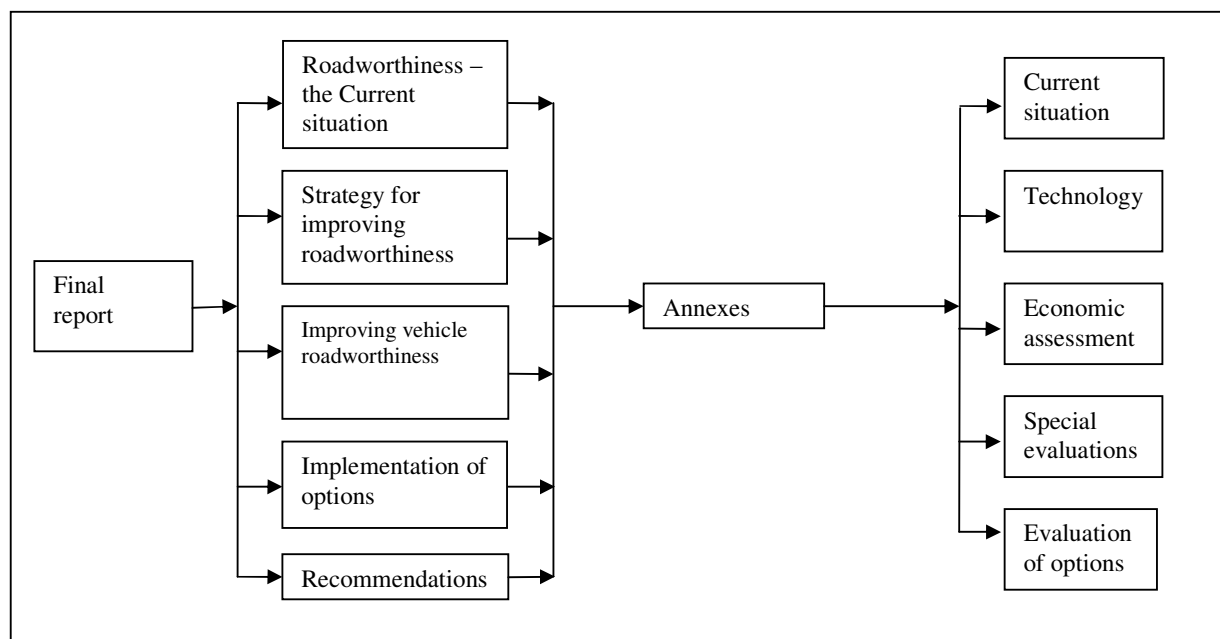 Final
report
Roadworthiness –
the Current
situation
Strategy for
improving
roadworthiness
Improving vehicle
roadworthiness
Implementation of
options
Recommendations
Annexes
Current
situation
Technology
Economic
assessment
Special
evaluations
Evaluation
of options